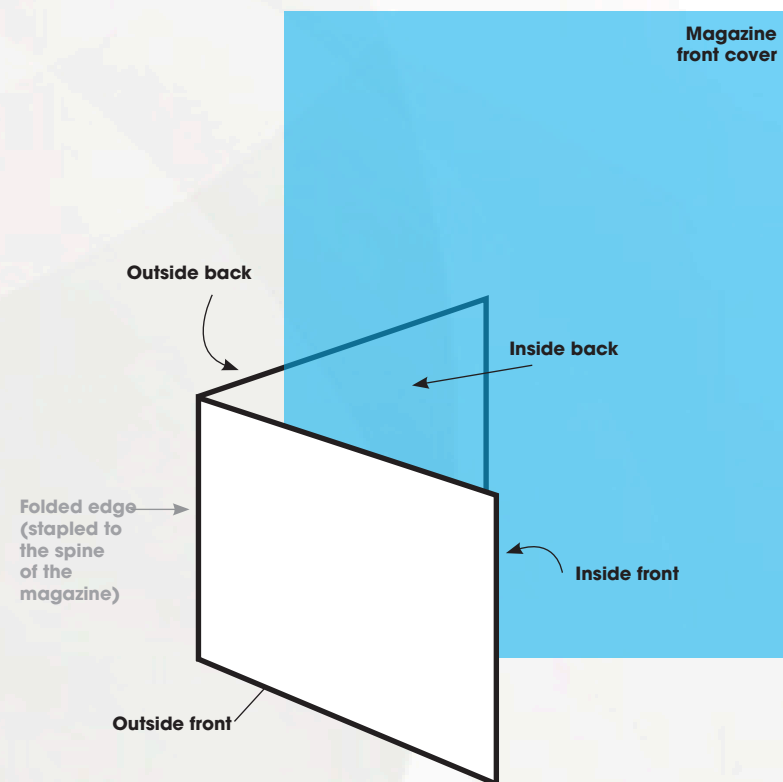 Magazine
front cover
Outside back
Inside back
Folded edge
(stapled to
the spine
of the
magazine)
Inside front
Outside front